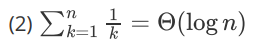 (2) $\sum_{k=1}^{n} \frac{1}{k} = \Theta(\log n)$